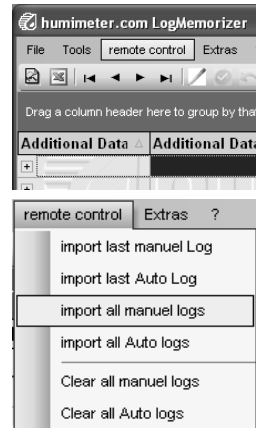 humimeter.com LogMemorizer
File Tools remote control Extras
Drag a column header here to group by tha
Additional Data Additional Data
remote control Extras ?
import last manuel Log
import last Auto Log
import all manuel logs
import all Auto logs
Clear all manuel logs
Clear all Auto logs